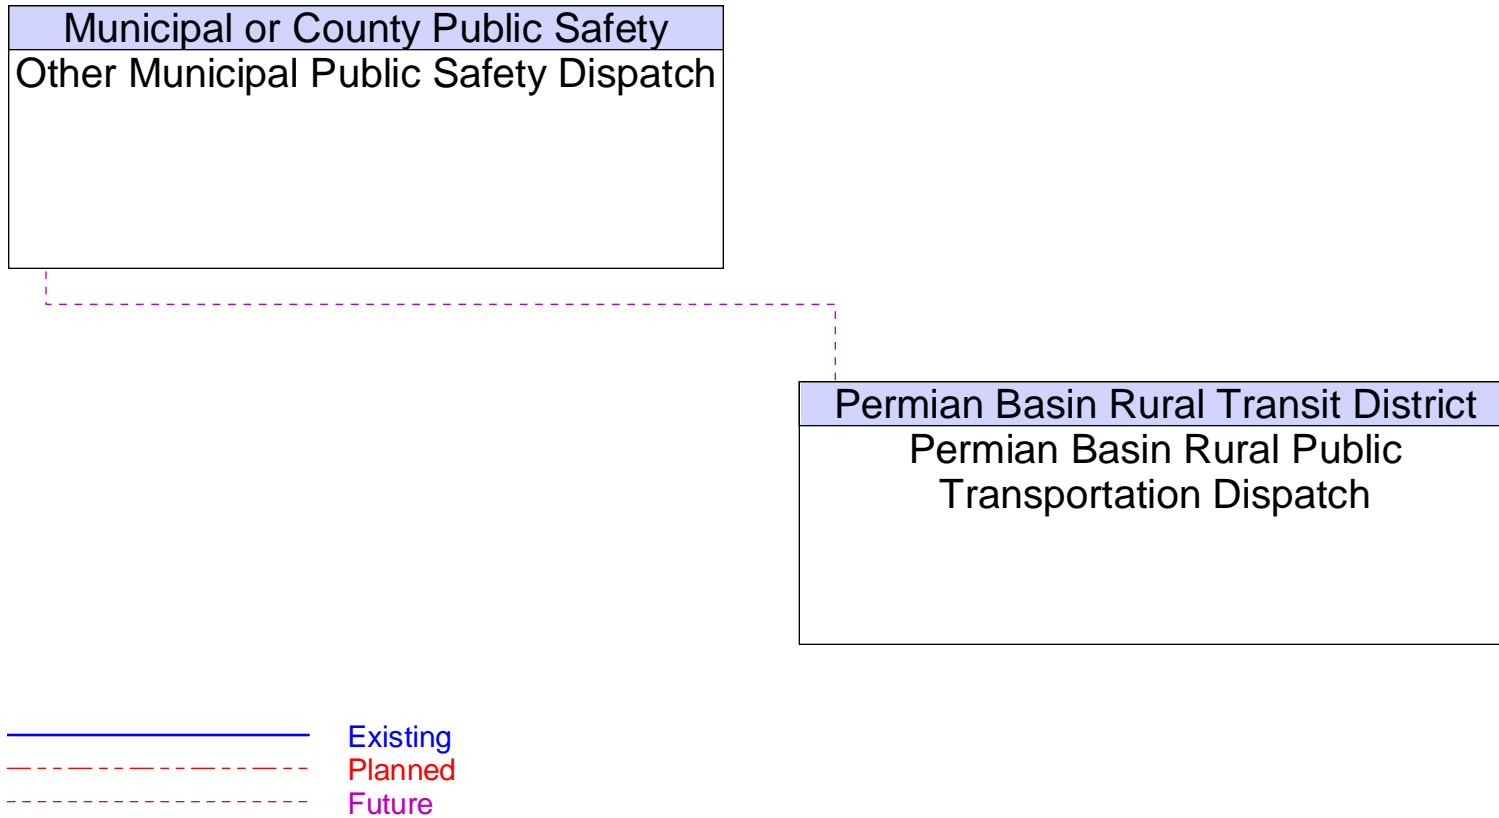 Municipal or County Public Safety
Other Municipal Public Safety Dispatch
Permian Basin Rural Transit District
Permian Basin Rural Public
Transportation Dispatch
Existing
Planned
Future